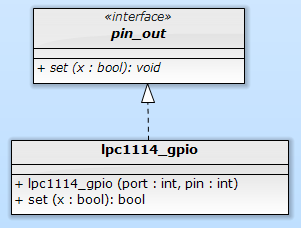 «interface»
pin_out
+ set (x : bool): void
lpc1114_gpio
+ lpc1114_gpio (port : int, pin : int)
+ set (x : bool): bool